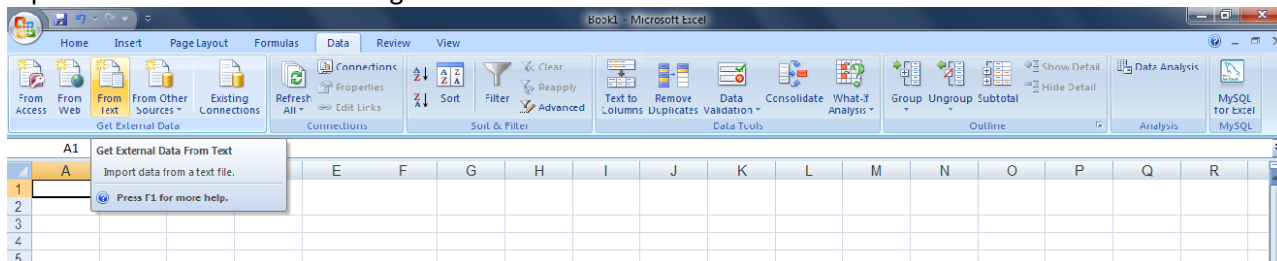 Book1 - Microsoft Excel
Home Insert Page Layout Formulas Data Review View
From Access
From Web
From Text
From Other Sources
Existing Connections
Get External Data
Refresh All
Connections
Properties
Edit Links
Connections
Sort
Filter
Clear
Reapply
Advanced
Sort & Filter
Text to Columns
Remove Duplicates
Data Validation
Consolidate
What-If Analysis
Data Tools
Group
Ungroup
Subtotal
Show Detail
Hide Detail
Outline
Data Analysis
Analysis
MySQL for Excel
MySQL
A1
Get External Data From Text
Import data from a text file.
Press F1 for more help.
A E F G H I J K L M N O P Q R
1
2
3
4
5